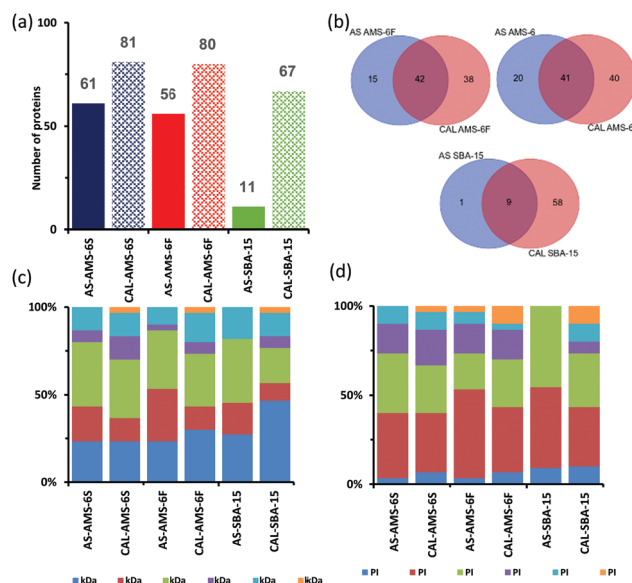 (a)
Number of proteins
100
50
0
61
81
56
80
11
67
AS-AMS-6S
CAL-AMS-6S
AS-AMS-6F
CAL-AMS-6F
AS-SBA-15
CAL-SBA-15
(b)
AS AMS-6F
15
42
38
CAL AMS-6F
AS AMS-6
20
41
40
CAL AMS-6
AS SBA-15
1
9
58
CAL SBA-15
(c)
100%
50%
0%
AS-AMS-6S
CAL-AMS-6S
AS-AMS-6F
CAL-AMS-6F
AS-SBA-15
CAL-SBA-15
kDa kDa kDa kDa kDa kDa
(d)
100%
50%
0%
AS-AMS-6S
CAL-AMS-6S
AS-AMS-6F
CAL-AMS-6F
AS-SBA-15
CAL-SBA-15
PI PI PI PI PI PI